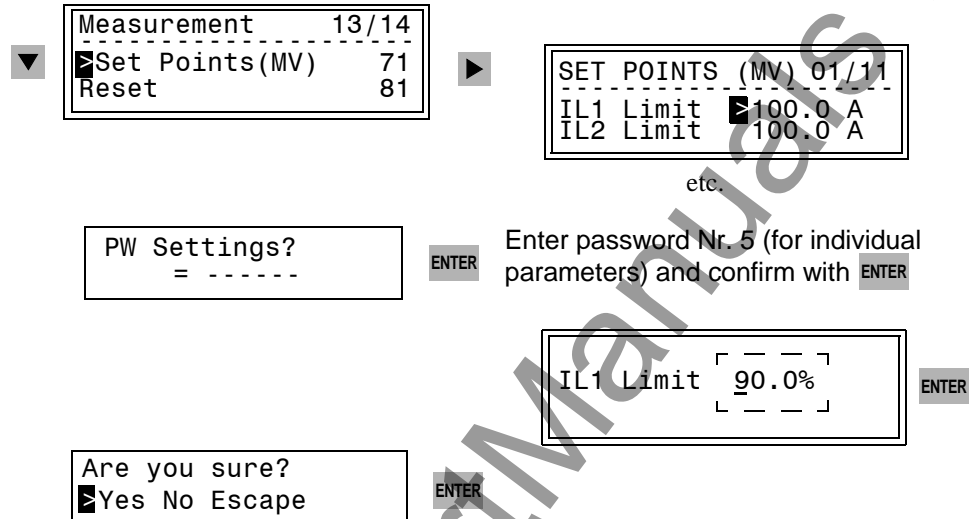 Measurement 13/14
>Set Points(MV) 71
Reset 81
SET POINTS (MV) 01/11
IL1 Limit >100.0 A
IL2 Limit 100.0 A
etc.
PW Settings?
= ------
ENTER
Enter password Nr. 5 (for individual
parameters) and confirm with ENTER
IL1 Limit 90.0%
ENTER
Are you sure?
>Yes No Escape
ENTER